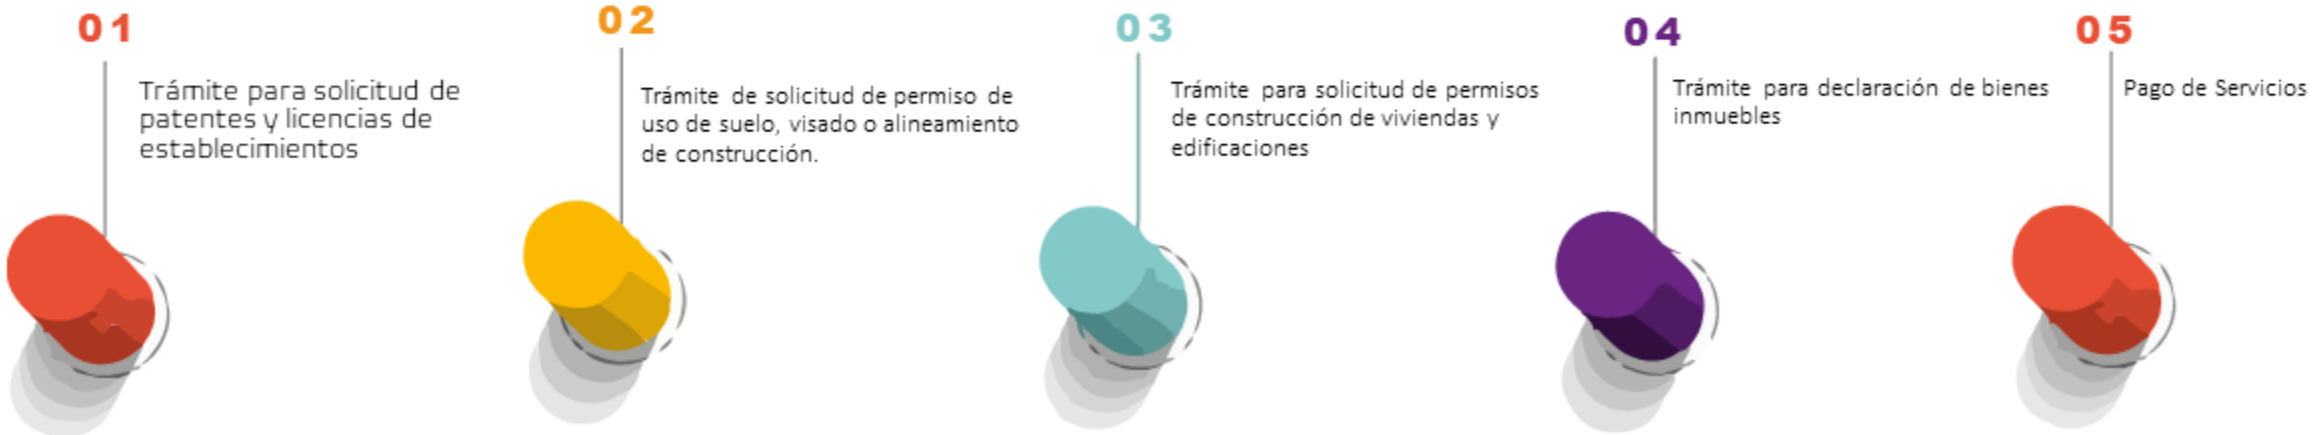 01
Trámite para solicitud de
patentes y licencias de
establecimientos
02
Trámite de solicitud de permiso de
uso de suelo, visado o alineamiento
de construcción.
03
Trámite para solicitud de permisos
de construcción de viviendas y
edificaciones
04
Trámite para declaración de bienes
inmuebles
05
Pago de Servicios